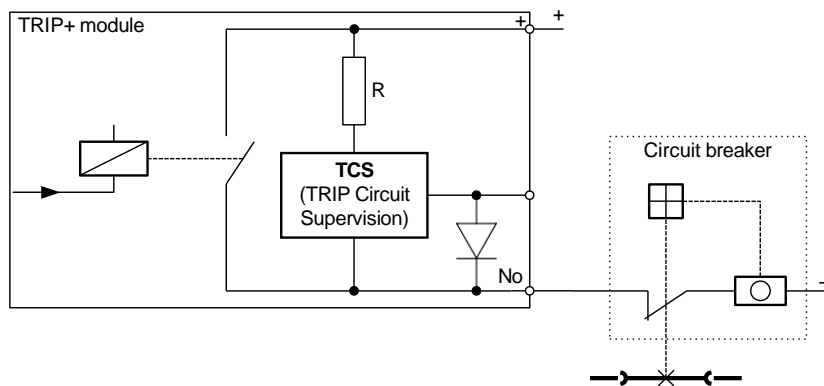 TRIP+ module
+
+
R
TCS
(TRIP Circuit
Supervision)
No
Circuit breaker
-